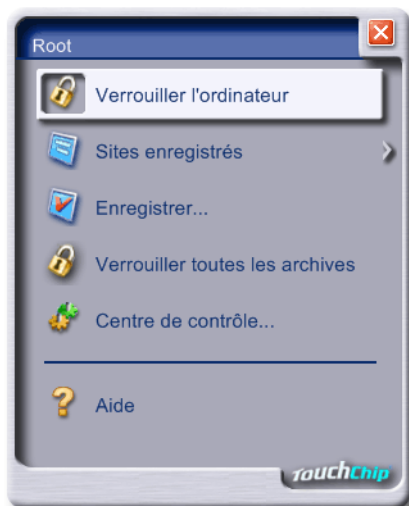 Root
Verrouiller l'ordinateur
Sites enregistrés
Enregistrer...
Verrouiller toutes les archives
Centre de contrôle...
Aide
TouchChip